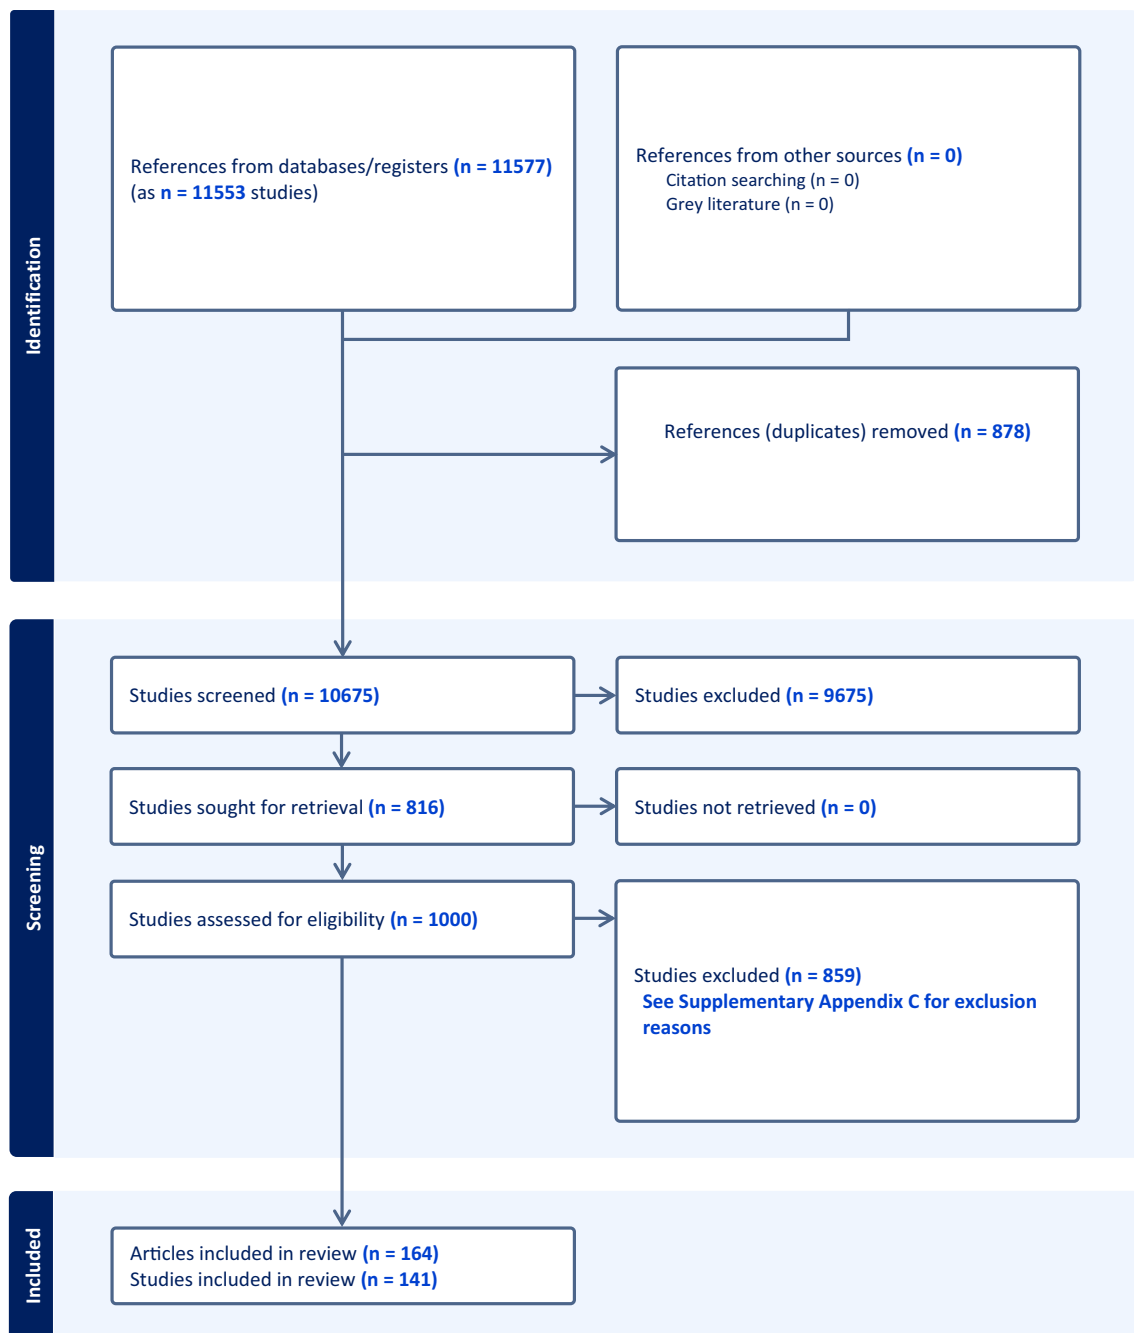 Identification
References from databases/registers (n = 11577)
(as n = 11553 studies)
References from other sources (n = 0)
Citation searching (n = 0)
Grey literature (n = 0)
References (duplicates) removed (n = 878)
Screening
Studies screened (n = 10675)
Studies excluded (n = 9675)
Studies sought for retrieval (n = 816)
Studies not retrieved (n = 0)
Studies assessed for eligibility (n = 1000)
Studies excluded (n = 859)
See Supplementary Appendix C for exclusion
reasons
Included
Articles included in review (n = 164)
Studies included in review (n = 141)